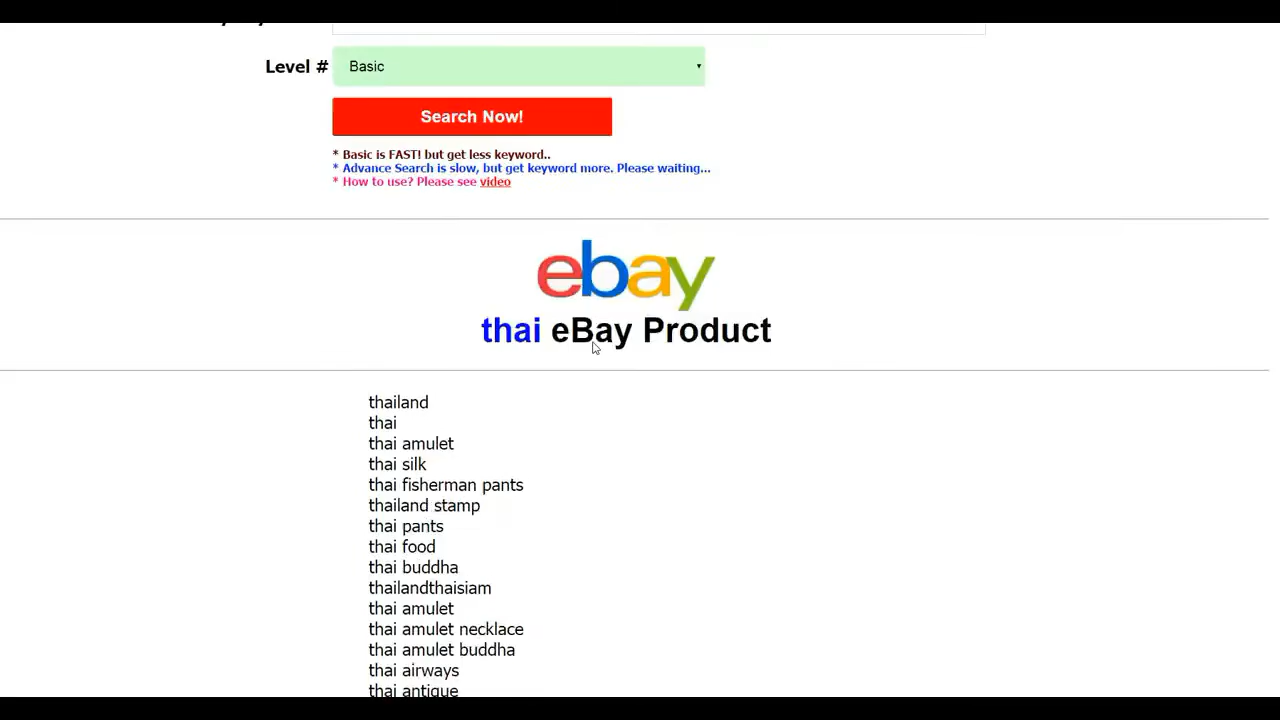 Level # Basic
Search Now!
* Basic is FAST! but get less keyword..
* Advance Search is slow, but get keyword more. Please waiting...
* How to use? Please see video
ebay
thai eBay Product
thailand
thai
thai amulet
thai silk
thai fisherman pants
thailand stamp
thai pants
thai food
thai buddha
thailandthaisiam
thai amulet
thai amulet necklace
thai amulet buddha
thai airways
thai antique